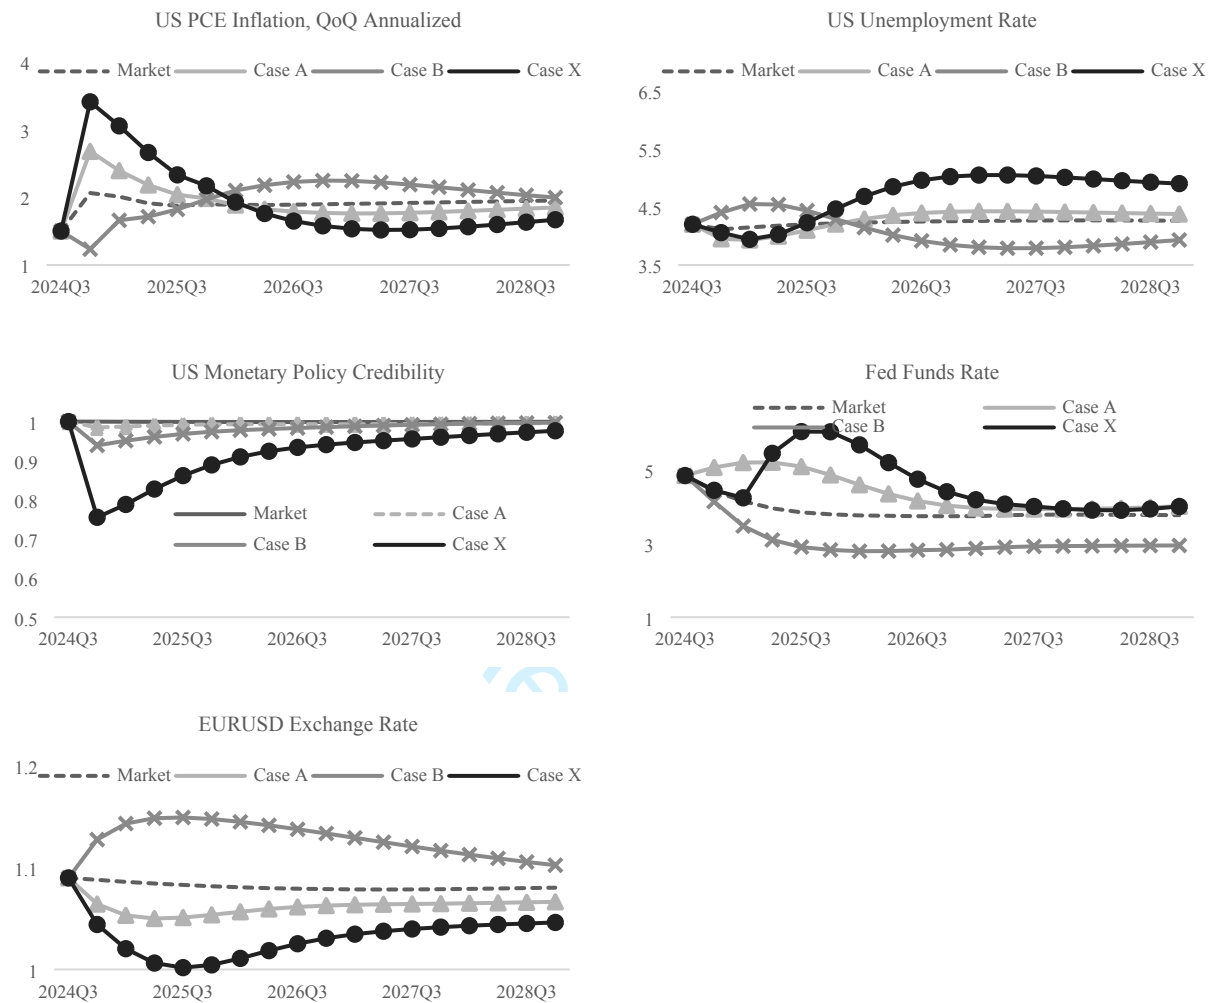 US PCE Inflation, QoQ Annualized
Market Case A Case B Case X
4
3
2
1
2024Q3 2025Q3 2026Q3 2027Q3 2028Q3
US Unemployment Rate
Market Case A Case B Case X
6.5
5.5
4.5
3.5
2024Q3 2025Q3 2026Q3 2027Q3 2028Q3
US Monetary Policy Credibility
1
0.9
0.8
0.7
0.6
0.5
Market Case A
Case B Case X
2024Q3 2025Q3 2026Q3 2027Q3 2028Q3
Fed Funds Rate
Market Case A
Case B Case X
5
3
1
2024Q3 2025Q3 2026Q3 2027Q3 2028Q3
EURUSD Exchange Rate
Market Case A Case B Case X
1.2
1.1
1
2024Q3 2025Q3 2026Q3 2027Q3 2028Q3